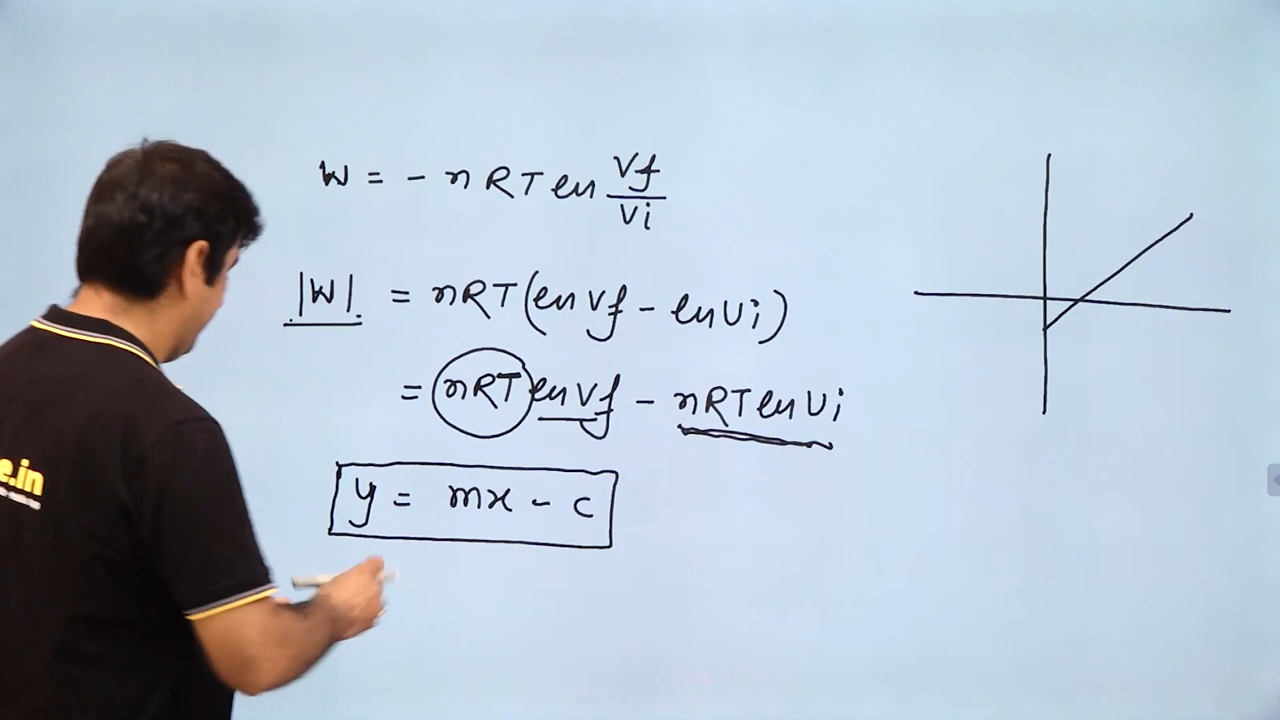 W = - nRT ln Vf/Vi
|W| = nRT(ln Vf - ln Vi)
= nRT ln Vf - nRT ln Vi
y = mx - c
e.in